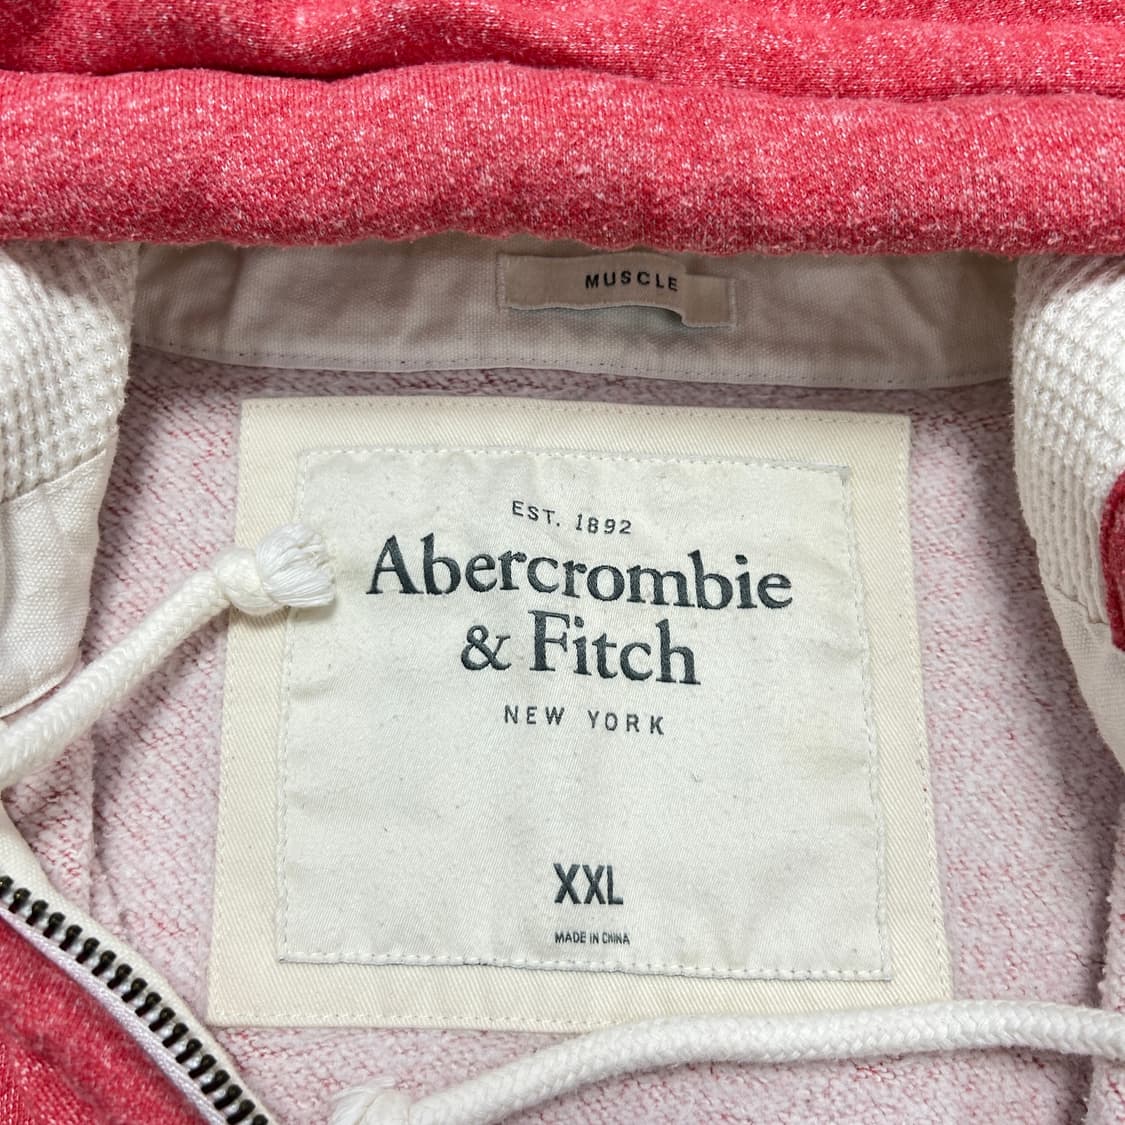 MUSCLE
EST. 1892
Abercrombie
& Fitch
NEW YORK
XXL
MADE IN CHINA